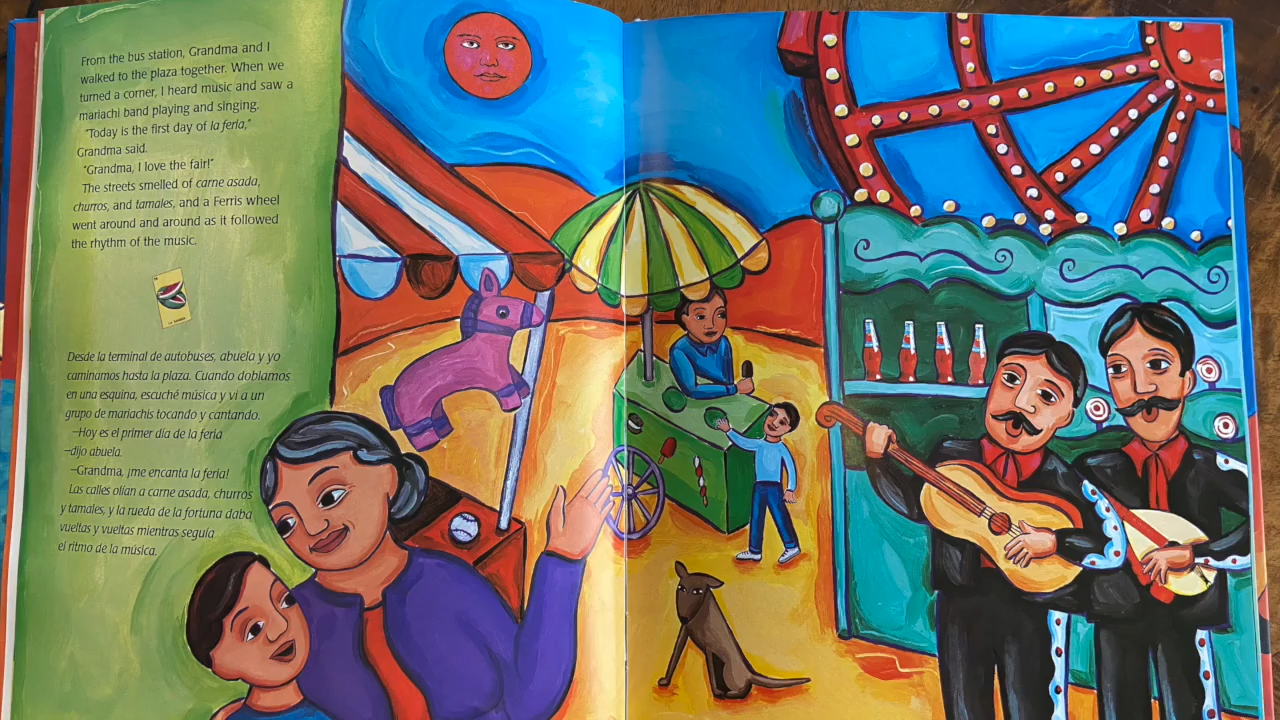 From the bus station, Grandma and I
walked to the plaza together. When we
turned a corner, I heard music and saw a
mariachi band playing and singing.
"Today is the first day of la feria,"
Grandma said.
"Grandma, I love the fair!"
The streets smelled of carne asada,
churros, and tamales, and a Ferris wheel
went around and around as it followed
the rhythm of the music.
Desde la terminal de autobuses, abuela y yo
caminamos hasta la plaza. Cuando doblamos
en una esquina, escuché música y vi a un
grupo de mariachis tocando y cantando.
—Hoy es el primer día de la feria
—dijo abuela.
—Grandma, ¡me encanta la feria!
Las calles olían a carne asada, churros
y tamales, y la rueda de la fortuna daba
vueltas y vueltas mientras seguía
el ritmo de la música.